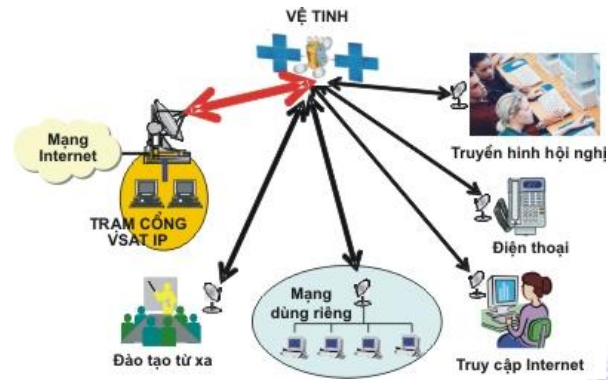 VỆ TINH
Mạng
Internet
TRẠM CỔNG
VSAT IP
Truyền hình hội nghị
Điện thoại
Đào tạo từ xa
Mạng
dùng riêng
Truy cập Internet